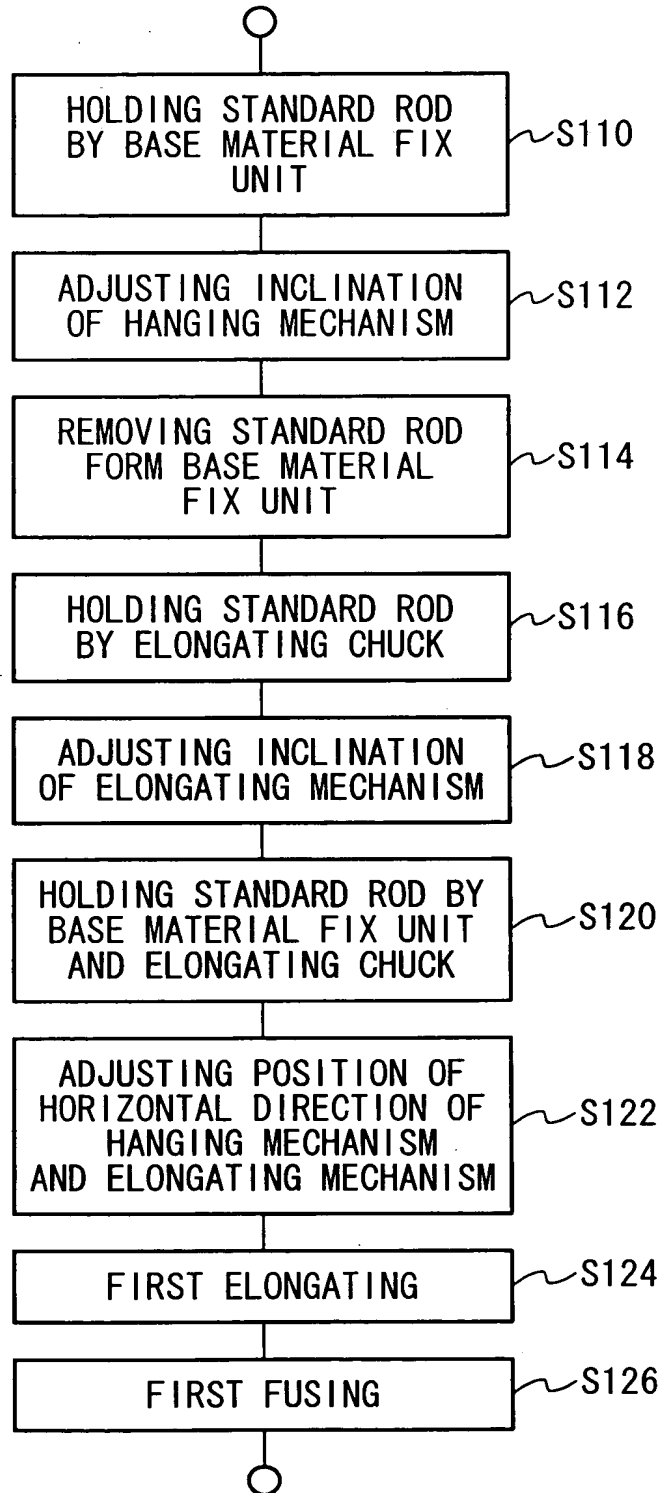 HOLDING STANDARD ROD
BY BASE MATERIAL FIX
UNIT
S110
ADJUSTING INCLINATION
OF HANGING MECHANISM
S112
REMOVING STANDARD ROD
FORM BASE MATERIAL
FIX UNIT
S114
HOLDING STANDARD ROD
BY ELONGATING CHUCK
S116
ADJUSTING INCLINATION
OF ELONGATING MECHANISM
S118
HOLDING STANDARD ROD BY
BASE MATERIAL FIX UNIT
AND ELONGATING CHUCK
S120
ADJUSTING POSITION OF
HORIZONTAL DIRECTION OF
HANGING MECHANISM
AND ELONGATING MECHANISM
S122
FIRST ELONGATING
S124
FIRST FUSING
S126